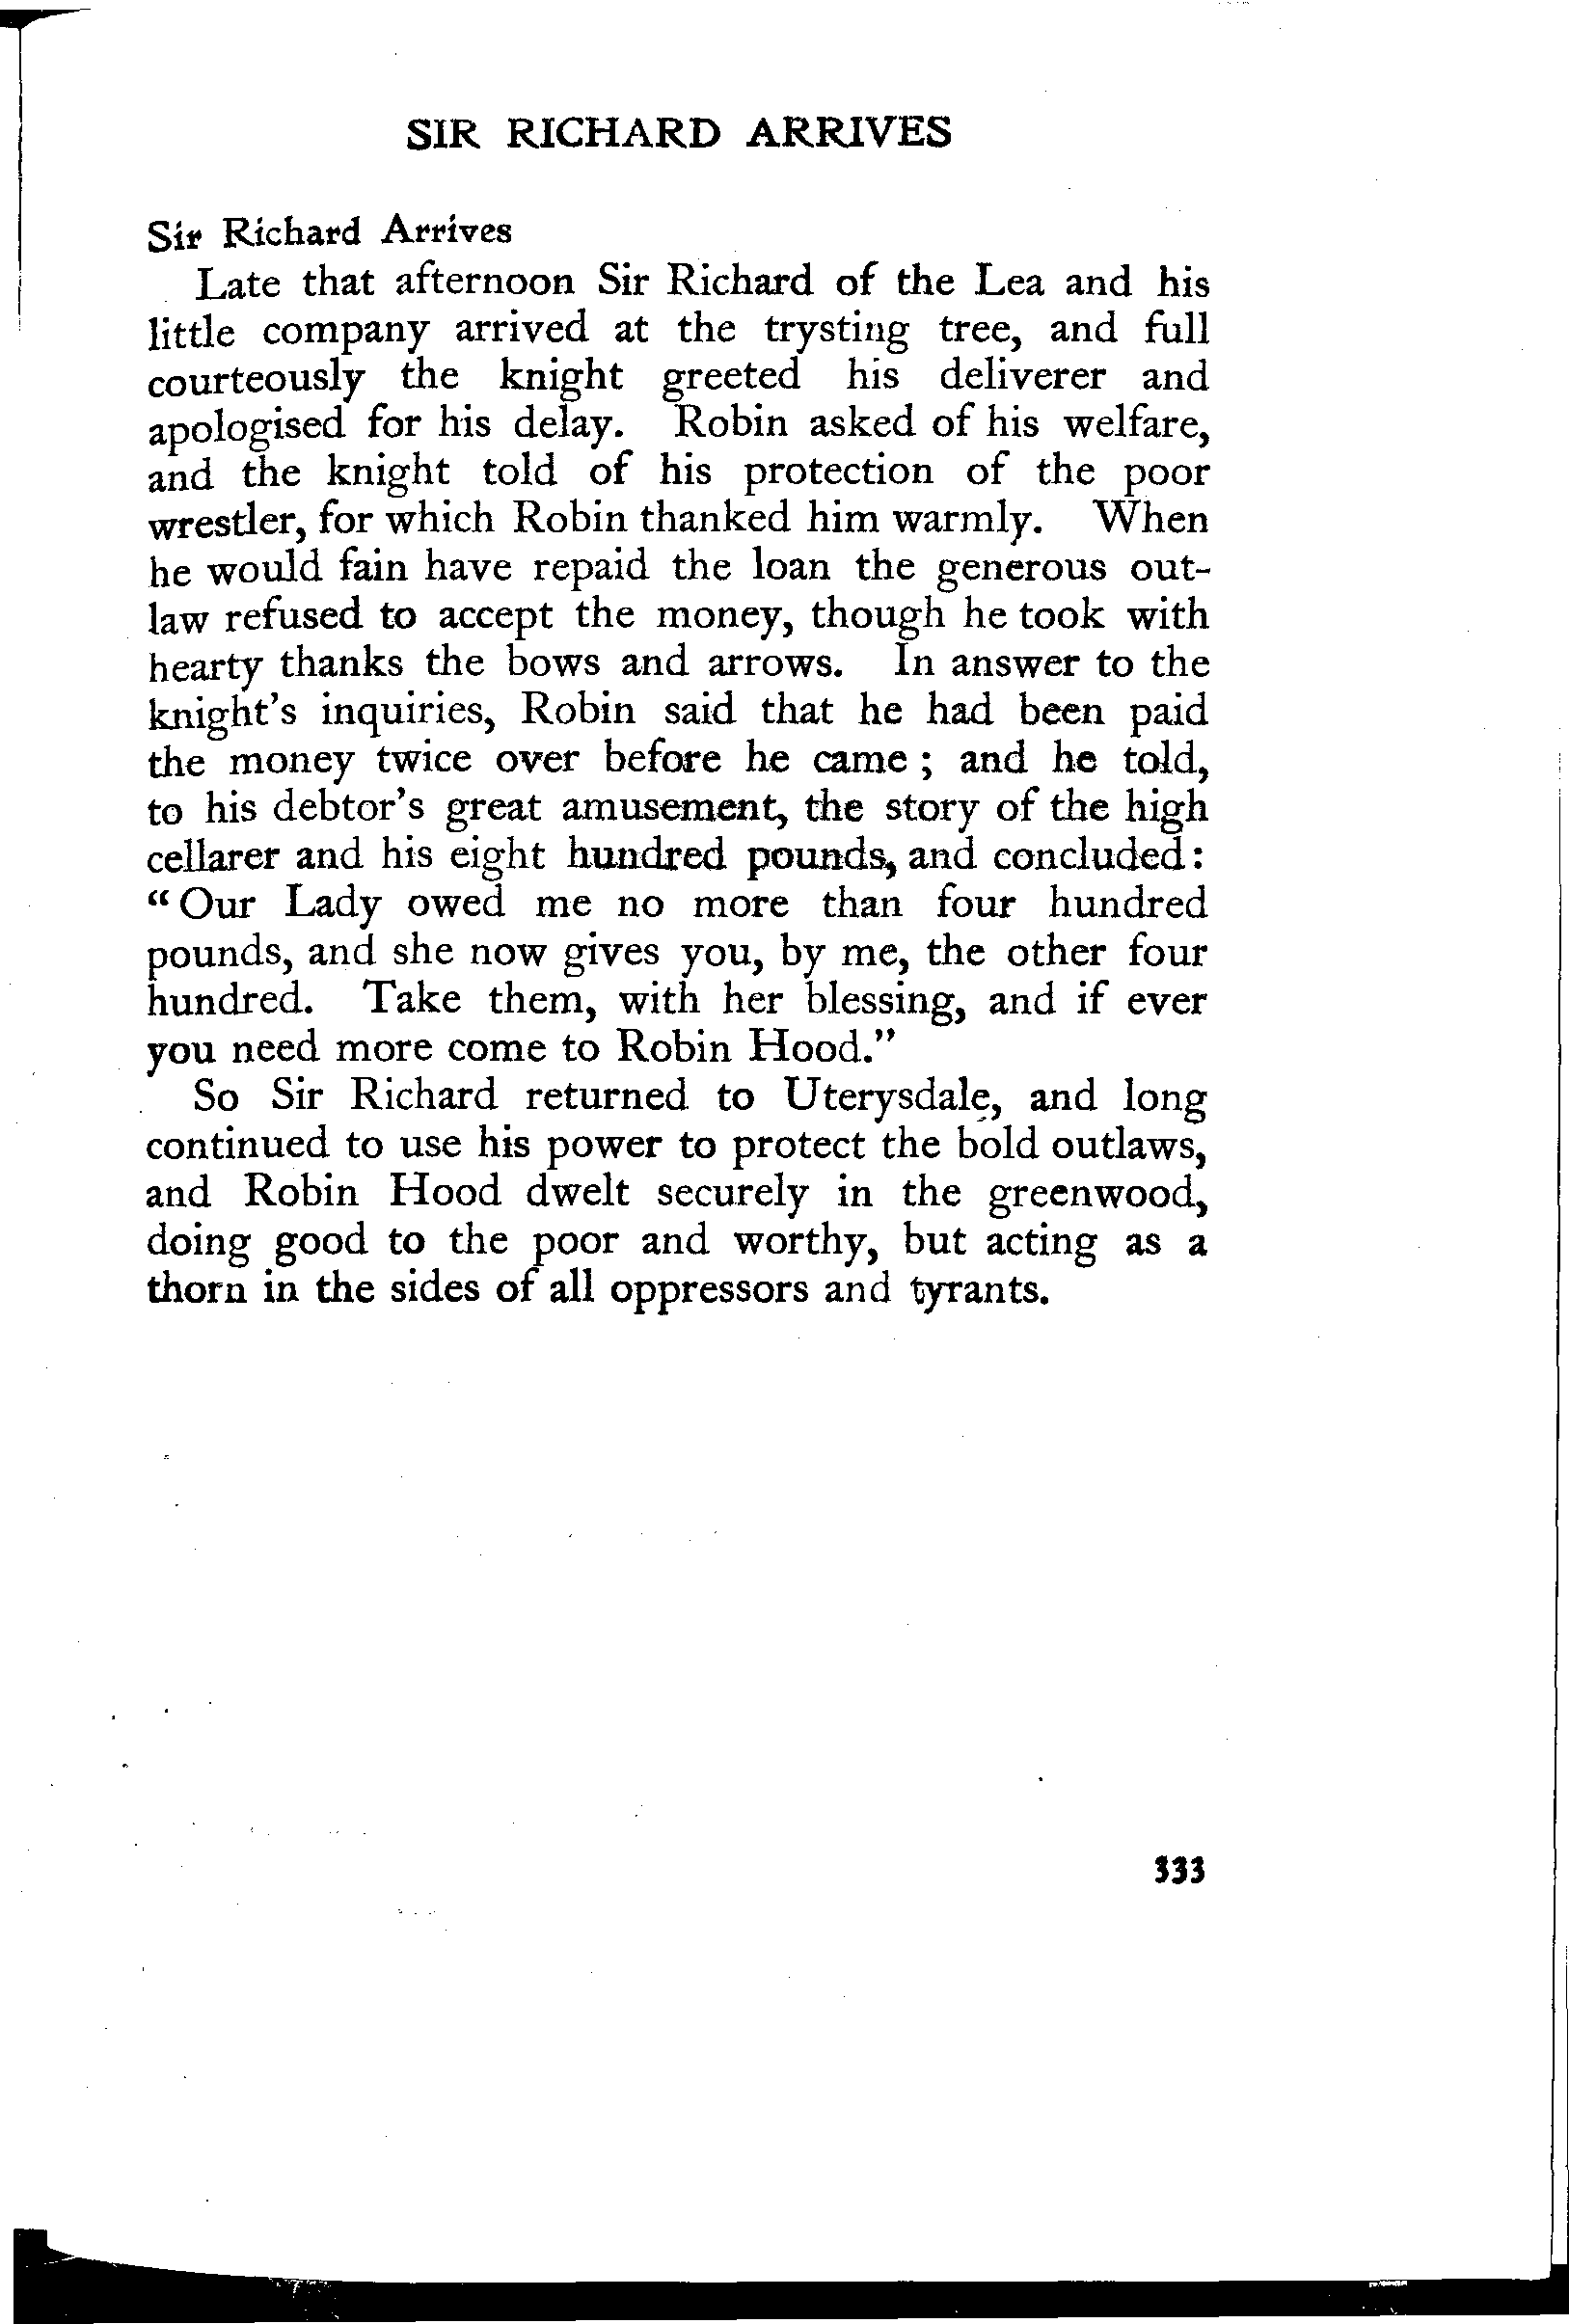 SIR RICHARD ARRIVES
Sir Richard Arrives
Late that afternoon Sir Richard of the Lea and his
little company arrived at the trysting tree, and full
courteously the knight greeted his deliverer and
apologised for his delay. Robin asked of his welfare,
and the knight told of his protection of the poor
wrestler, for which Robin thanked him warmly. When
he would fain have repaid the loan the generous out-
law refused to accept the money, though he took with
hearty thanks the bows and arrows. In answer to the
knight's inquiries, Robin said that he had been paid
the money twice over before he came ; and he told,
to his debtor's great amusement, the story of the high
cellarer and his eight hundred pounds, and concluded:
“Our Lady owed me no more than four hundred
pounds, and she now gives you, by me, the other four
hundred. Take them, with her blessing, and if ever
you need more come to Robin Hood.”
So Sir Richard returned to Uterysdale, and long
continued to use his power to protect the bold outlaws,
and Robin Hood dwelt securely in the greenwood,
doing good to the poor and worthy, but acting as a
thorn in the sides of all oppressors and tyrants.
333